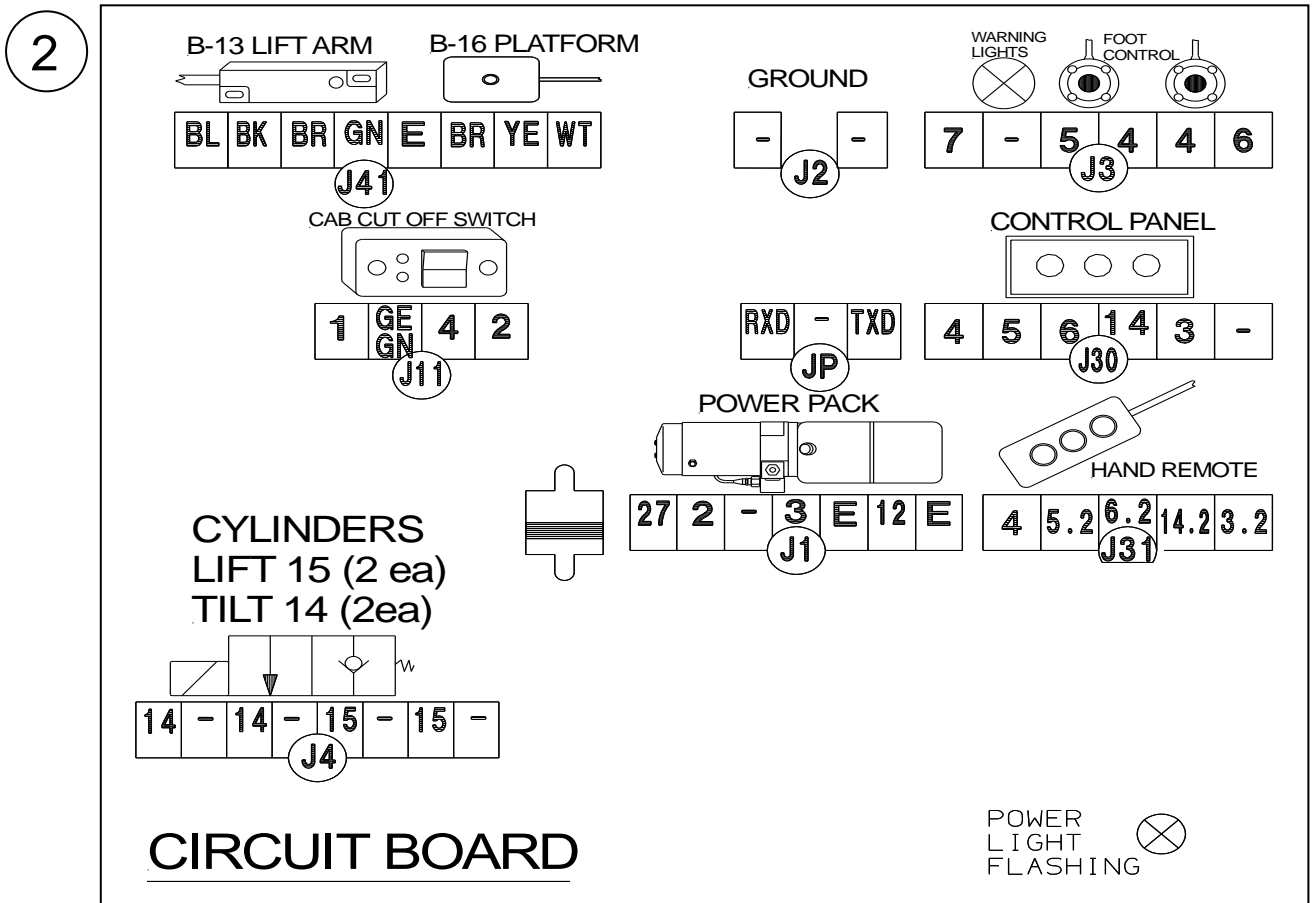 2
B-13 LIFT ARM
B-16 PLATFORM
BL BK BR GN E BR YE WT
J41
GROUND
- -
J2
WARNING
LIGHTS
FOOT
CONTROL
7 - 5 4 4 6
J3
CAB CUT OFF SWITCH
1 GE GN 4 2
J11
RXD - TXD
JP
CONTROL PANEL
4 5 6 14 3 -
J30
POWER PACK
27 2 - 3 E 12 E
J1
HAND REMOTE
4 5.2 6.2 14.2 3.2
J31
CYLINDERS
LIFT 15 (2 ea)
TILT 14 (2ea)
14 - 14 - 15 - 15 -
J4
CIRCUIT BOARD
POWER
LIGHT
FLASHING